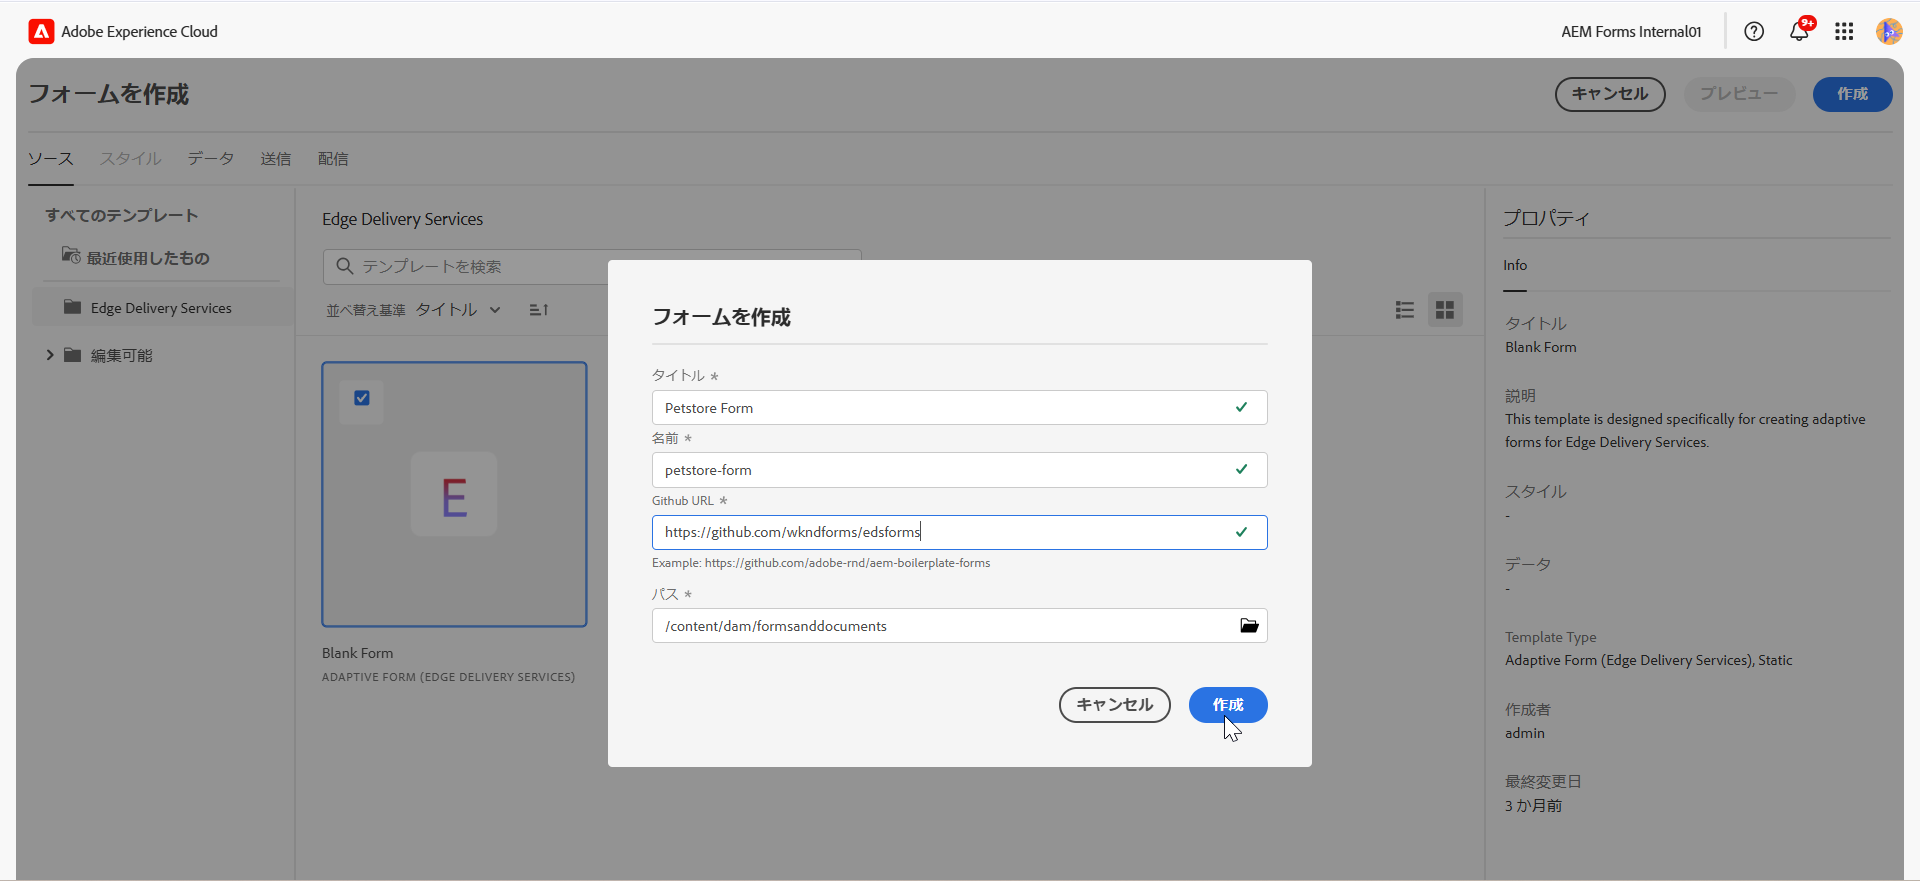 Adobe Experience Cloud
AEM Forms Internal01
9+
フォームを作成
キャンセル
プレビュー
作成
ソース
スタイル
データ
送信
配信
すべてのテンプレート
最近使用したもの
Edge Delivery Services
編集可能
Edge Delivery Services
テンプレートを検索
並べ替え基準 タイトル
E
Blank Form
ADAPTIVE FORM (EDGE DELIVERY SERVICES)
フォームを作成
タイトル *
Petstore Form
名前 *
petstore-form
Github URL *
https://github.com/wkndforms/edsforms
Example: https://github.com/adobe-rnd/aem-boilerplate-forms
パス *
/content/dam/formsanddocuments
キャンセル
作成
プロパティ
Info
タイトル
Blank Form
説明
This template is designed specifically for creating adaptive
forms for Edge Delivery Services.
スタイル
-
データ
-
Template Type
Adaptive Form (Edge Delivery Services), Static
作成者
admin
最終変更日
3 か月前